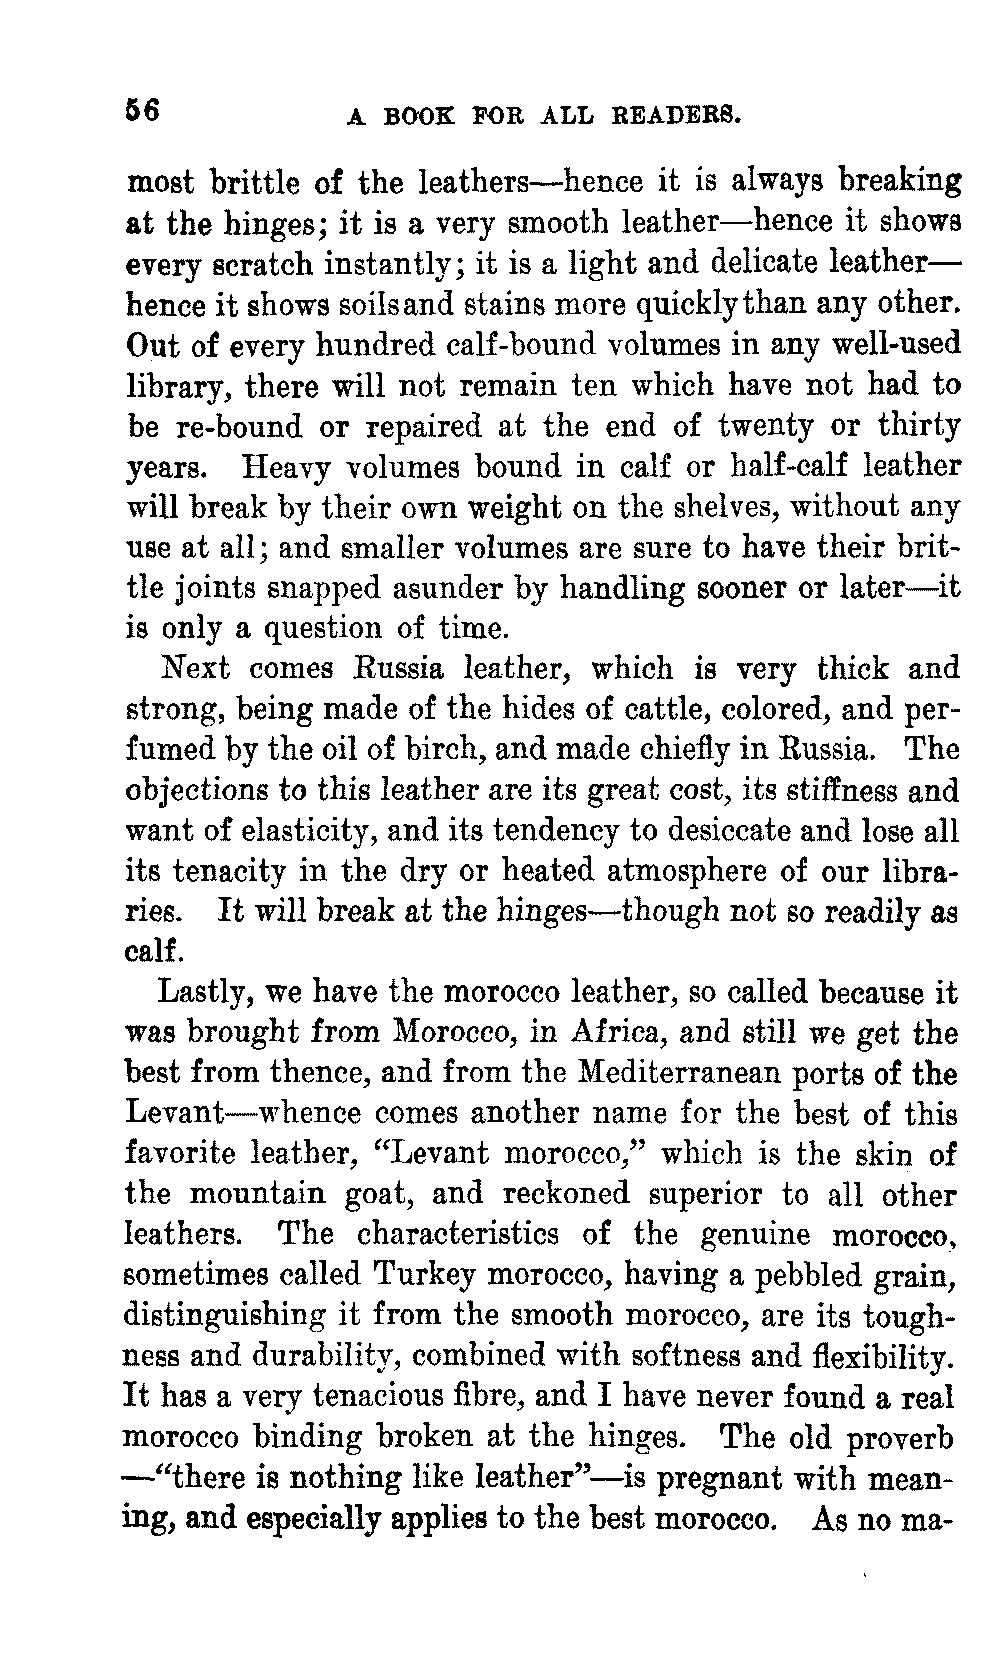 56 A BOOK FOR ALL READERS.
most brittle of the leathers—hence it is always breaking
at the hinges; it is a very smooth leather—hence it shows
every scratch instantly; it is a light and delicate leather—
hence it shows soils and stains more quickly than any other.
Out of every hundred calf-bound volumes in any well-used
library, there will not remain ten which have not had to
be re-bound or repaired at the end of twenty or thirty
years. Heavy volumes bound in calf or half-calf leather
will break by their own weight on the shelves, without any
use at all; and smaller volumes are sure to have their brit-
tle joints snapped asunder by handling sooner or later—it
is only a question of time.
Next comes Russia leather, which is very thick and
strong, being made of the hides of cattle, colored, and per-
fumed by the oil of birch, and made chiefly in Russia. The
objections to this leather are its great cost, its stiffness and
want of elasticity, and its tendency to desiccate and lose all
its tenacity in the dry or heated atmosphere of our libra-
ries. It will break at the hinges—though not so readily as
calf.
Lastly, we have the morocco leather, so called because it
was brought from Morocco, in Africa, and still we get the
best from thence, and from the Mediterranean ports of the
Levant—whence comes another name for the best of this
favorite leather, “Levant morocco,” which is the skin of
the mountain goat, and reckoned superior to all other
leathers. The characteristics of the genuine morocco,
sometimes called Turkey morocco, having a pebbled grain,
distinguishing it from the smooth morocco, are its tough-
ness and durability, combined with softness and flexibility.
It has a very tenacious fibre, and I have never found a real
morocco binding broken at the hinges. The old proverb
—“there is nothing like leather”—is pregnant with mean-
ing, and especially applies to the best morocco. As no ma-